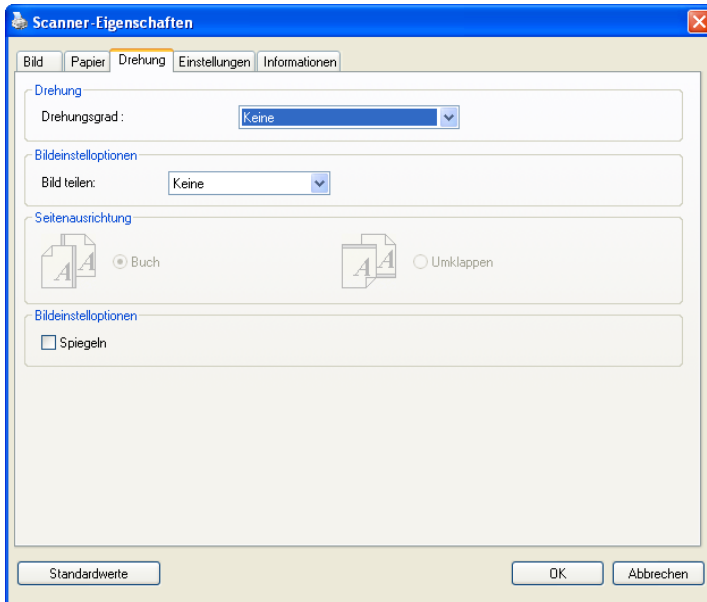 Scanner-Eigenschaften
Bild Papier Drehung Einstellungen Informationen
Drehung
Drehungsgrad : Keine
Bildeinstelloptionen
Bild teilen: Keine
Seitenausrichtung
A A Buch A A Umklappen
Bildeinstelloptionen
Spiegeln
Standardwerte OK Abbrechen